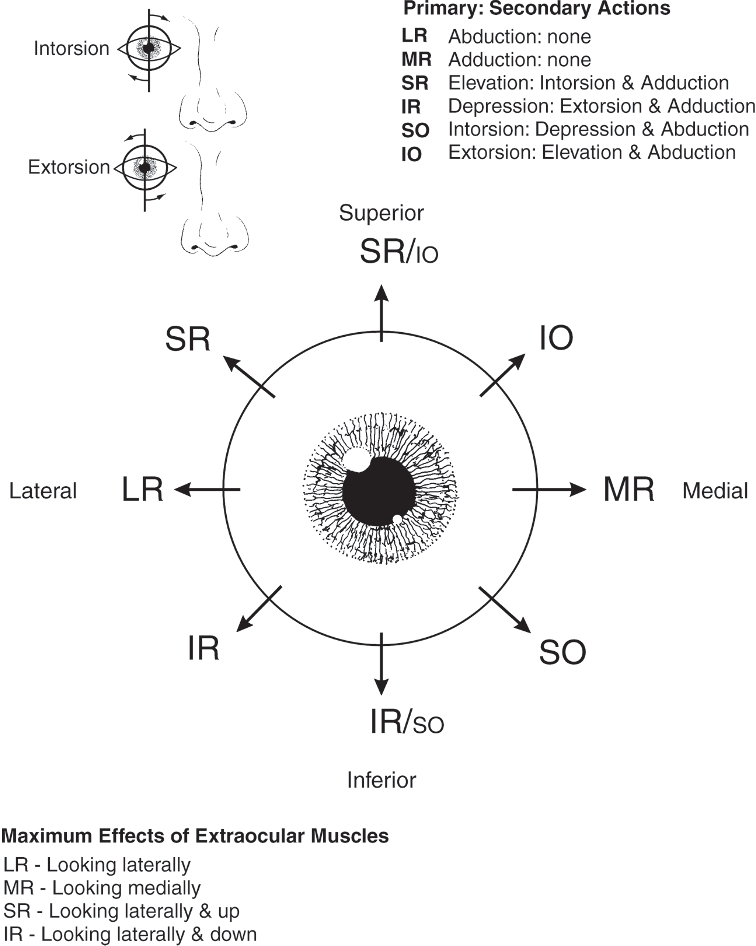 Primary: Secondary Actions
LR Abduction: none
MR Adduction: none
SR Elevation: Intorsion & Adduction
IR Depression: Extorsion & Adduction
SO Intorsion: Depression & Abduction
IO Extorsion: Elevation & Abduction
Intorsion
Extorsion
Superior
SR/IO
SR
IO
Lateral
LR
MR
Medial
IR
SO
IR/SO
Inferior
Maximum Effects of Extraocular Muscles
LR - Looking laterally
MR - Looking medially
SR - Looking laterally & up
IR - Looking laterally & down